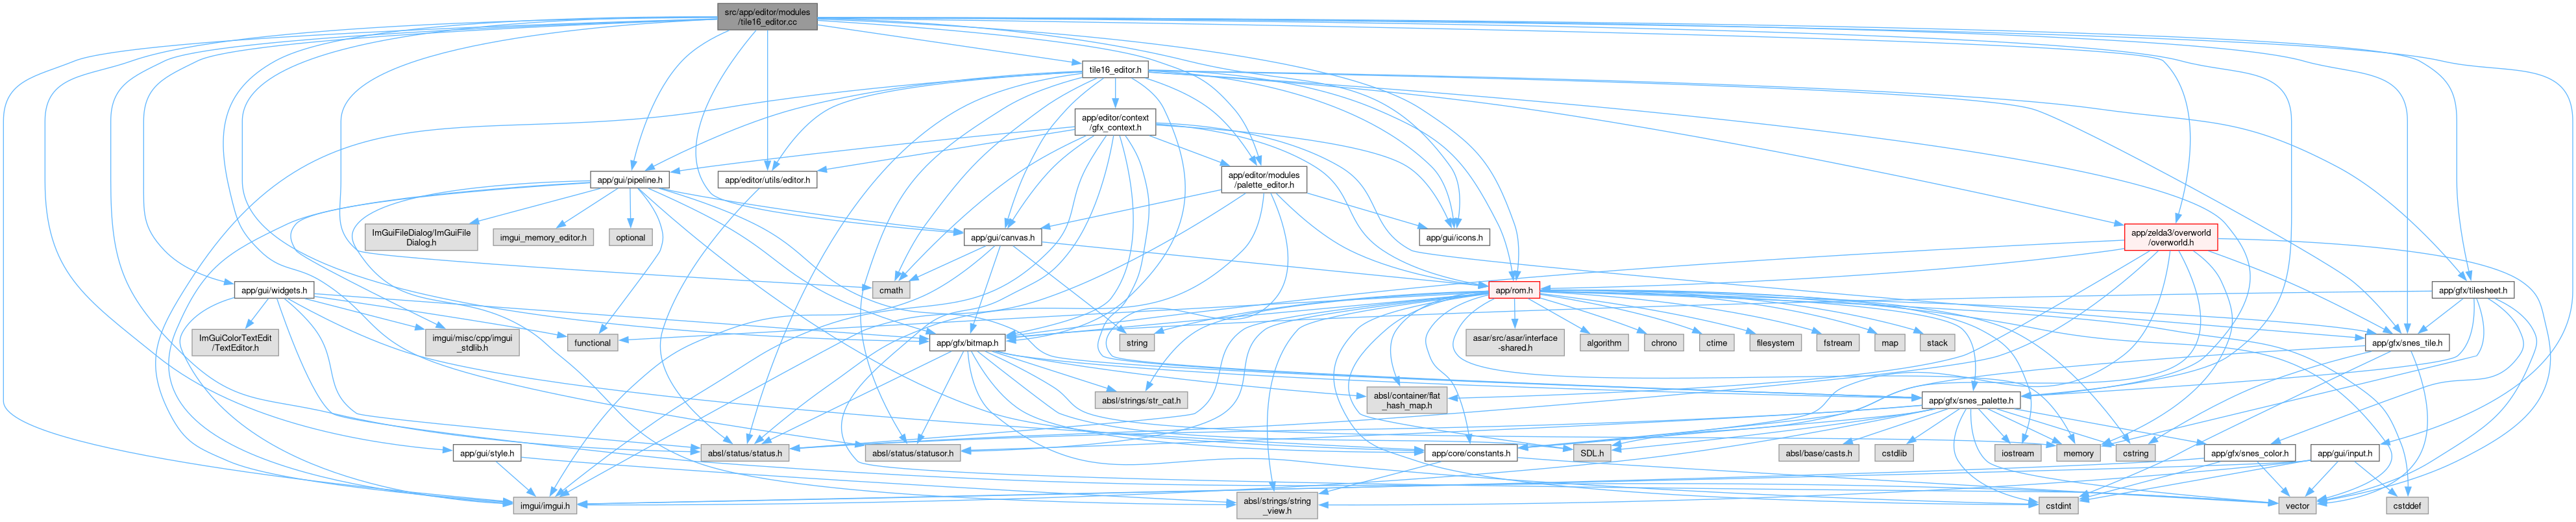 src/app/editor/modules
/tile16_editor.cc
tile16_editor.h
app/editor/context
/gfx_context.h
app/gui/pipeline.h
app/editor/utils/editor.h
app/editor/modules
/palette_editor.h
ImGuiFileDialog/ImGuiFile
Dialog.h
imgui_memory_editor.h
optional
app/gui/canvas.h
app/gui/icons.h
app/zelda3/overworld
/overworld.h
app/gui/widgets.h
cmath
app/rom.h
app/gfx/tilesheet.h
ImGuiColorTextEdit
/TextEditor.h
imgui/misc/cpp/imgui
_stdlib.h
functional
app/gfx/bitmap.h
string
asar/src/asar/interface
-shared.h
algorithm
chrono
ctime
filesystem
fstream
map
stack
app/gfx/snes_tile.h
absl/strings/str_cat.h
absl/container/flat
_hash_map.h
app/gfx/snes_palette.h
app/gui/style.h
absl/status/status.h
absl/status/statusor.h
app/core/constants.h
SDL.h
absl/base/casts.h
cstdlib
iostream
memory
cstring
app/gfx/snes_color.h
app/gui/input.h
imgui/imgui.h
absl/strings/string
_view.h
cstdint
vector
cstddef